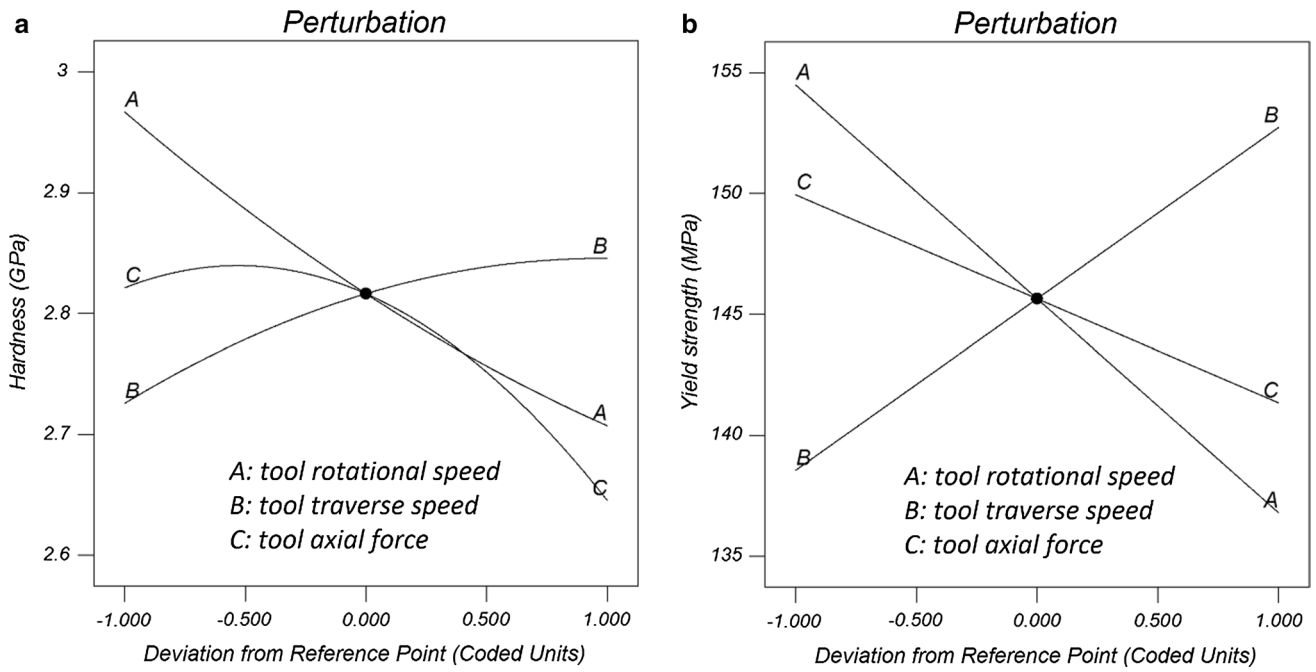 a
Perturbation
3
2.9
2.8
2.7
2.6
Hardness (GPa)
A
C
B
B
A
C
A: tool rotational speed
B: tool traverse speed
C: tool axial force
-1.000
-0.500
0.000
0.500
1.000
Deviation from Reference Point (Coded Units)
b
Perturbation
155
150
145
140
135
Yield strength (MPa)
A
C
B
B
C
A
A: tool rotational speed
B: tool traverse speed
C: tool axial force
-1.000
-0.500
0.000
0.500
1.000
Deviation from Reference Point (Coded Units)